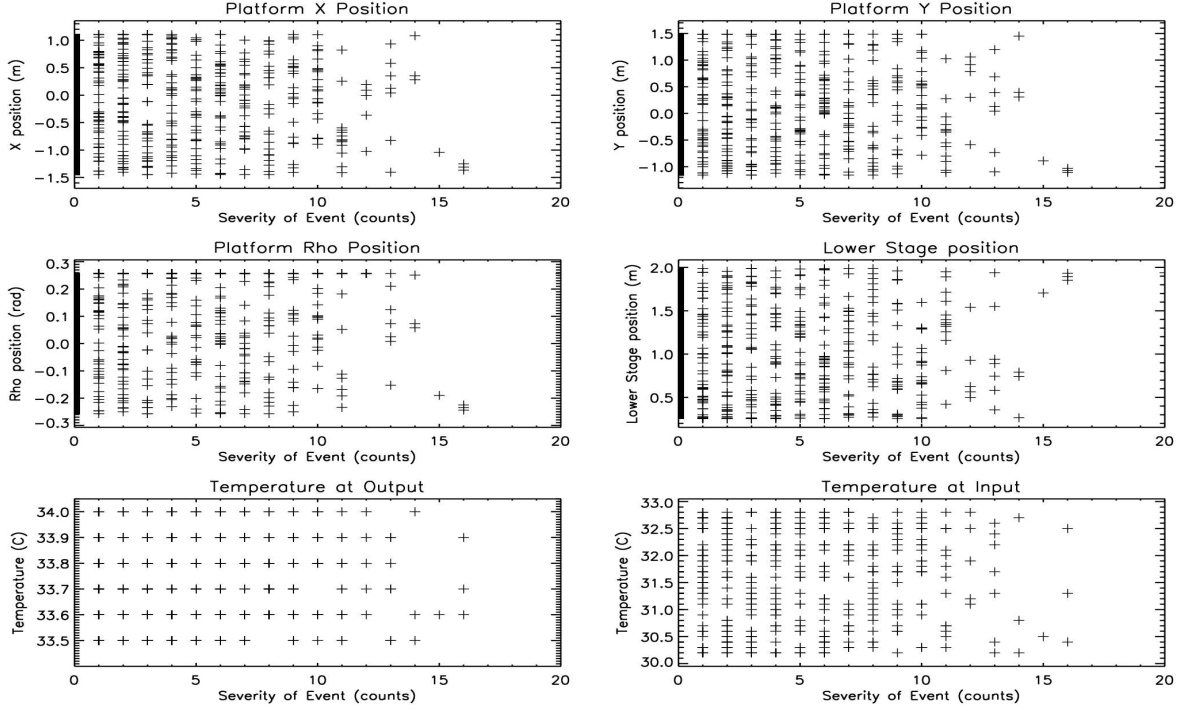 Platform X Position
X position (m)
1.0
0.5
0.0
−0.5
−1.0
−1.5
0 5 10 15 20
Severity of Event (counts)
Platform Y Position
Y position (m)
1.5
1.0
0.5
0.0
−0.5
−1.0
0 5 10 15 20
Severity of Event (counts)
Platform Rho Position
Rho position (rad)
0.3
0.2
0.1
0.0
−0.1
−0.2
−0.3
0 5 10 15 20
Severity of Event (counts)
Lower Stage position
Lower Stage position (m)
2.0
1.5
1.0
0.5
0 5 10 15 20
Severity of Event (counts)
Temperature at Output
Temperature (C)
34.0
33.9
33.8
33.7
33.6
33.5
0 5 10 15 20
Severity of Event (counts)
Temperature at Input
Temperature (C)
33.0
32.5
32.0
31.5
31.0
30.5
30.0
0 5 10 15 20
Severity of Event (counts)